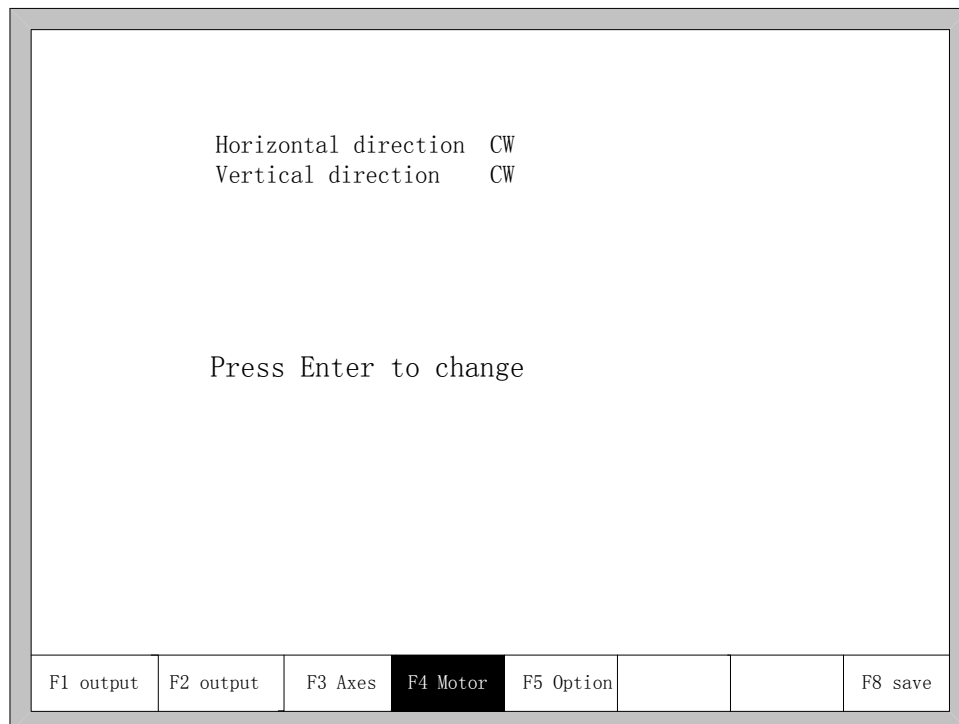 Horizontal direction CW
Vertical direction CW
Press Enter to change
F1 output F2 output F3 Axes F4 Motor F5 Option F8 save